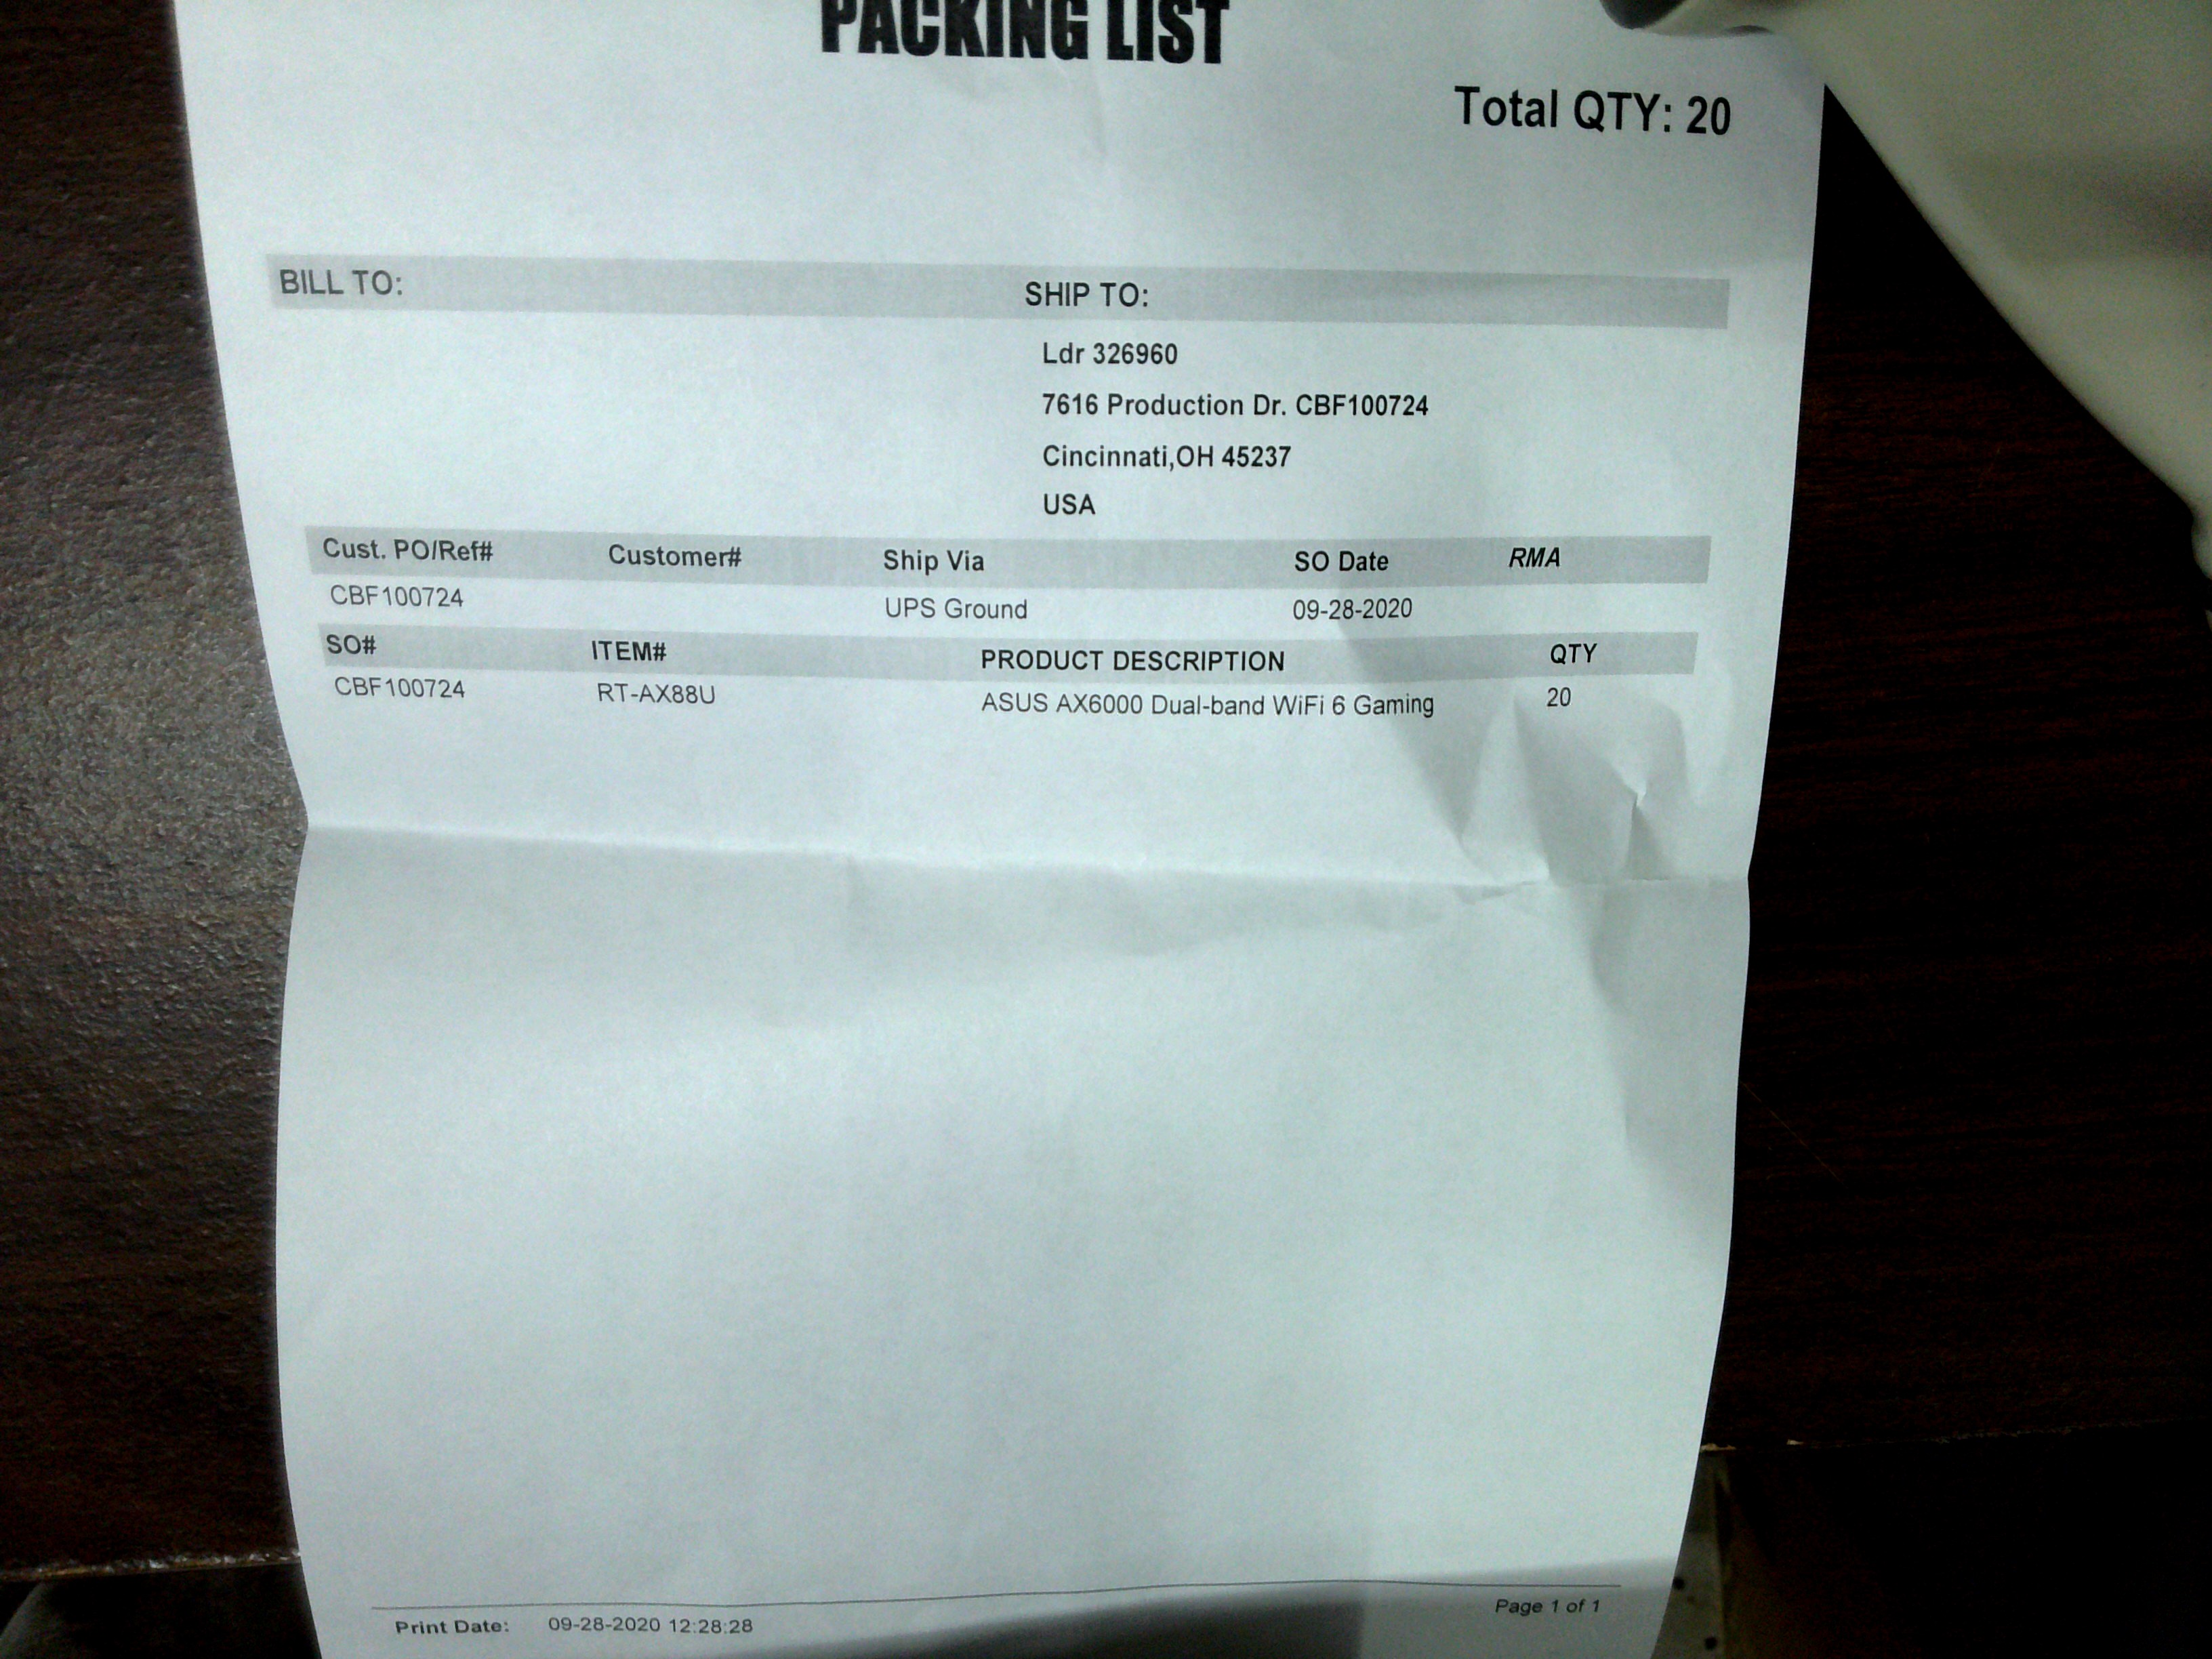 PACKING LIST
Total QTY: 20
BILL TO:
SHIP TO:
Ldr 326960
7616 Production Dr. CBF100724
Cincinnati,OH 45237
USA
Cust. PO/Ref# Customer# Ship Via SO Date RMA
CBF100724 UPS Ground 09-28-2020
SO# ITEM# PRODUCT DESCRIPTION QTY
CBF100724 RT-AX88U ASUS AX6000 Dual-band WiFi 6 Gaming 20
Print Date: 09-28-2020 12:28:28 Page 1 of 1